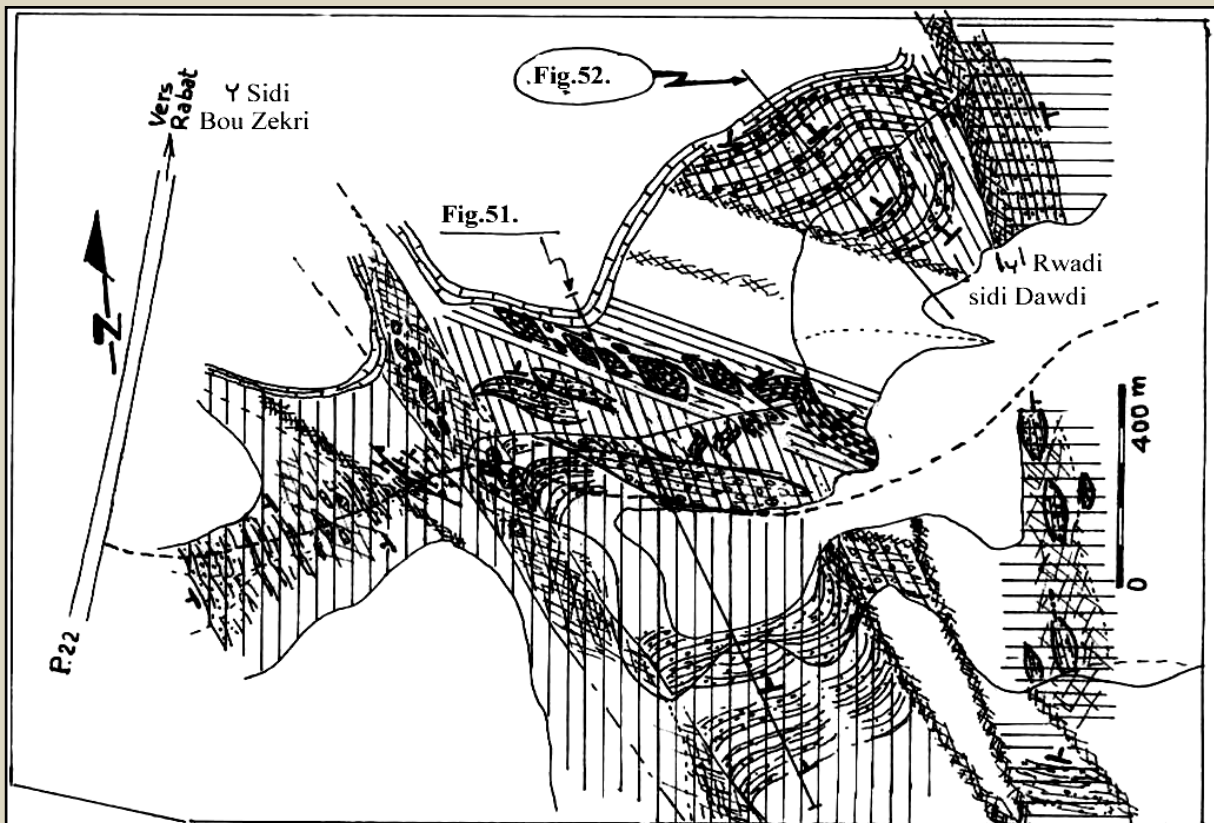 Vers
Rabat
Sidi
Bou Zekri
Fig.52.
Fig.51.
N
Rwadi
sidi Dawdi
P.22
0 400 m